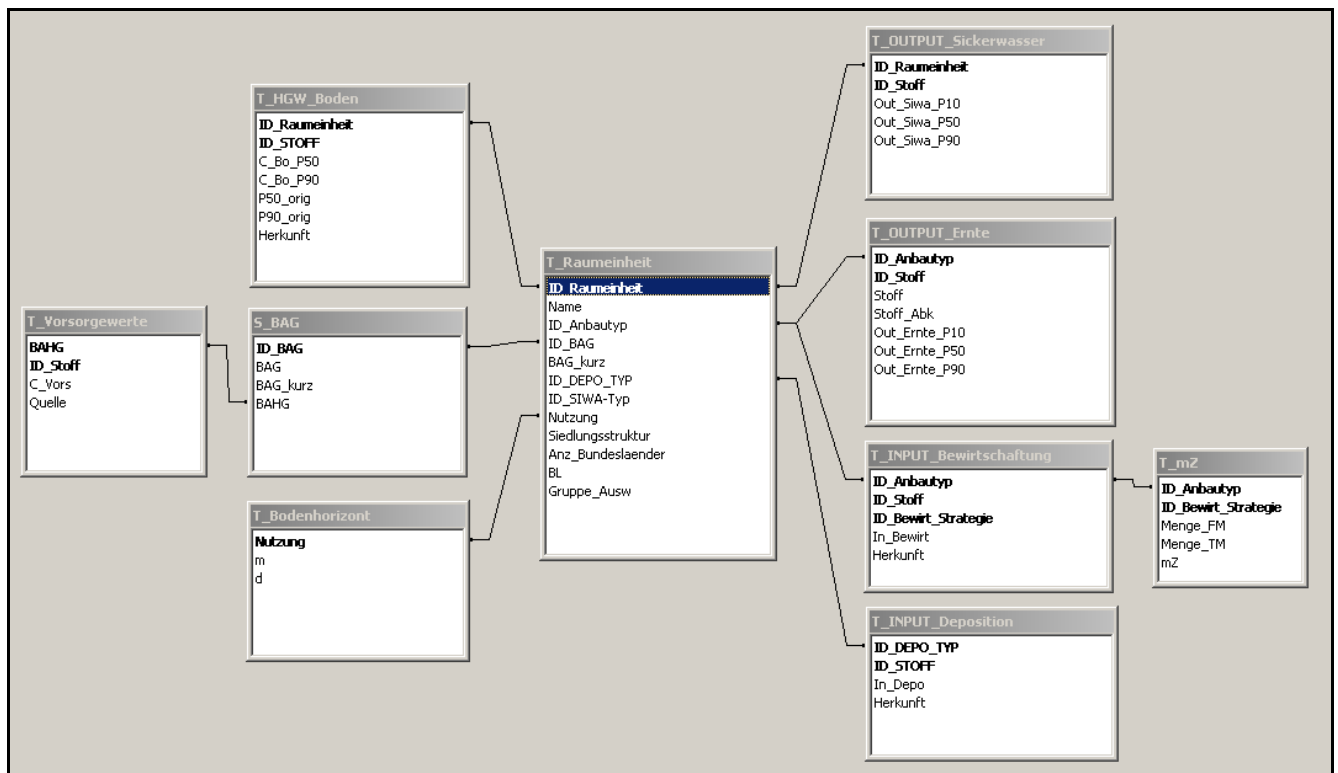 T_OUTPUT_Sickerwasser
ID_Raumeinheit
ID_Stoff
Out_Siwa_P10
Out_Siwa_P50
Out_Siwa_P90
T_HGW_Boden
ID_Raumeinheit
ID_STOFF
C_Bo_P50
C_Bo_P90
P50_orig
P90_orig
Herkunft
T_OUTPUT_Ernte
ID_Anbautyp
ID_Stoff
Stoff
Stoff_Abk
Out_Ernte_P10
Out_Ernte_P50
Out_Ernte_P90
T_Raumeinheit
ID_Raumeinheit
Name
ID_Anbautyp
ID_BAG
BAG_kurz
ID_DEPO_TYP
ID_SIWA-Typ
Nutzung
Siedlungsstruktur
Anz_Bundeslaender
BL
Gruppe_Ausw
T_Vorsorgewerte
BAHG
ID_Stoff
C_Vors
Quelle
S_BAG
ID_BAG
BAG
BAG_kurz
BAHG
T_INPUT_Bewirtschaftung
ID_Anbautyp
ID_Stoff
ID_Bewirt_Strategie
In_Bewirt
Herkunft
T_mZ
ID_Anbautyp
ID_Bewirt_Strategie
Menge_FM
Menge_TM
mZ
T_Bodenhorizont
Nutzung
m
d
T_INPUT_Deposition
ID_DEPO_TYP
ID_STOFF
In_Depo
Herkunft